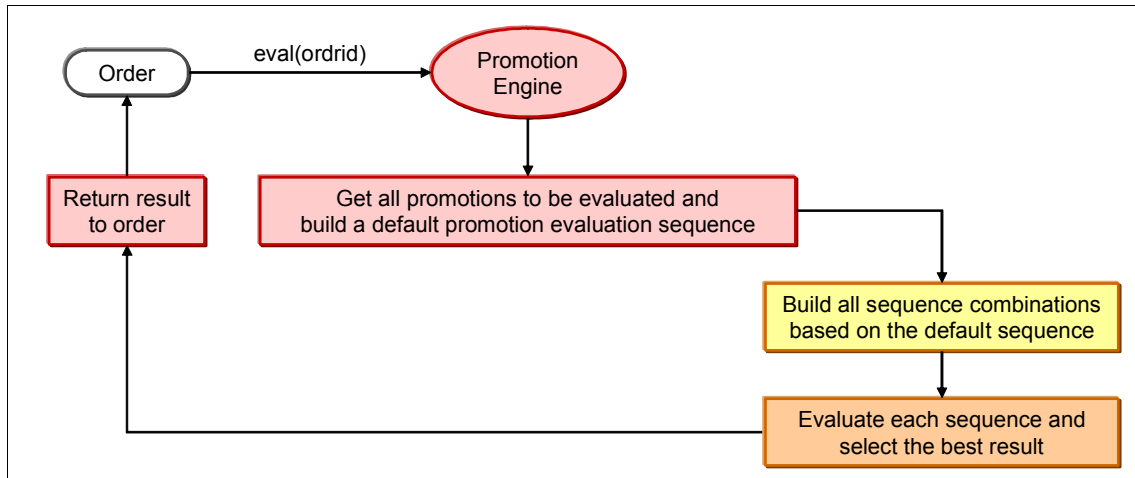 Order
eval(ordrid)
Promotion
Engine
Return result
to order
Get all promotions to be evaluated and
build a default promotion evaluation sequence
Build all sequence combinations
based on the default sequence
Evaluate each sequence and
select the best result